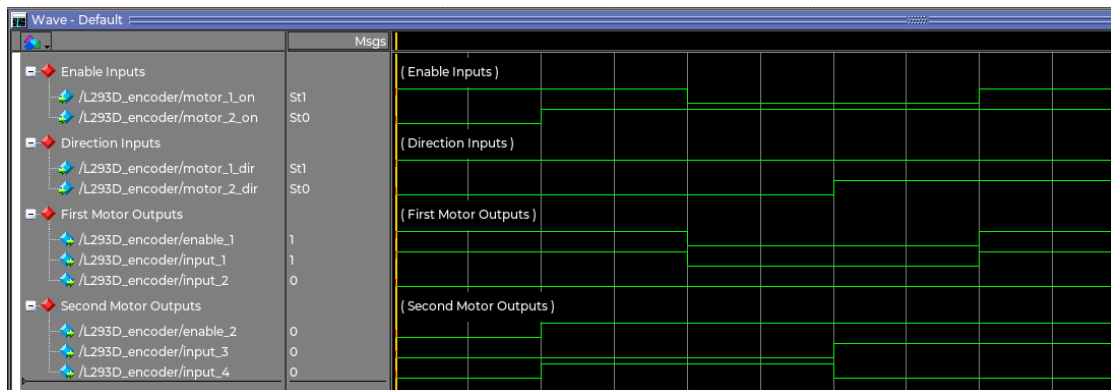 Wave - Default
Msgs
Enable Inputs
( Enable Inputs )
/L293D_encoder/motor_1_on St1
/L293D_encoder/motor_2_on St0
Direction Inputs
( Direction Inputs )
/L293D_encoder/motor_1_dir St1
/L293D_encoder/motor_2_dir St0
First Motor Outputs
( First Motor Outputs )
/L293D_encoder/enable_1 1
/L293D_encoder/input_1 1
/L293D_encoder/input_2 0
Second Motor Outputs
( Second Motor Outputs )
/L293D_encoder/enable_2 0
/L293D_encoder/input_3 0
/L293D_encoder/input_4 0